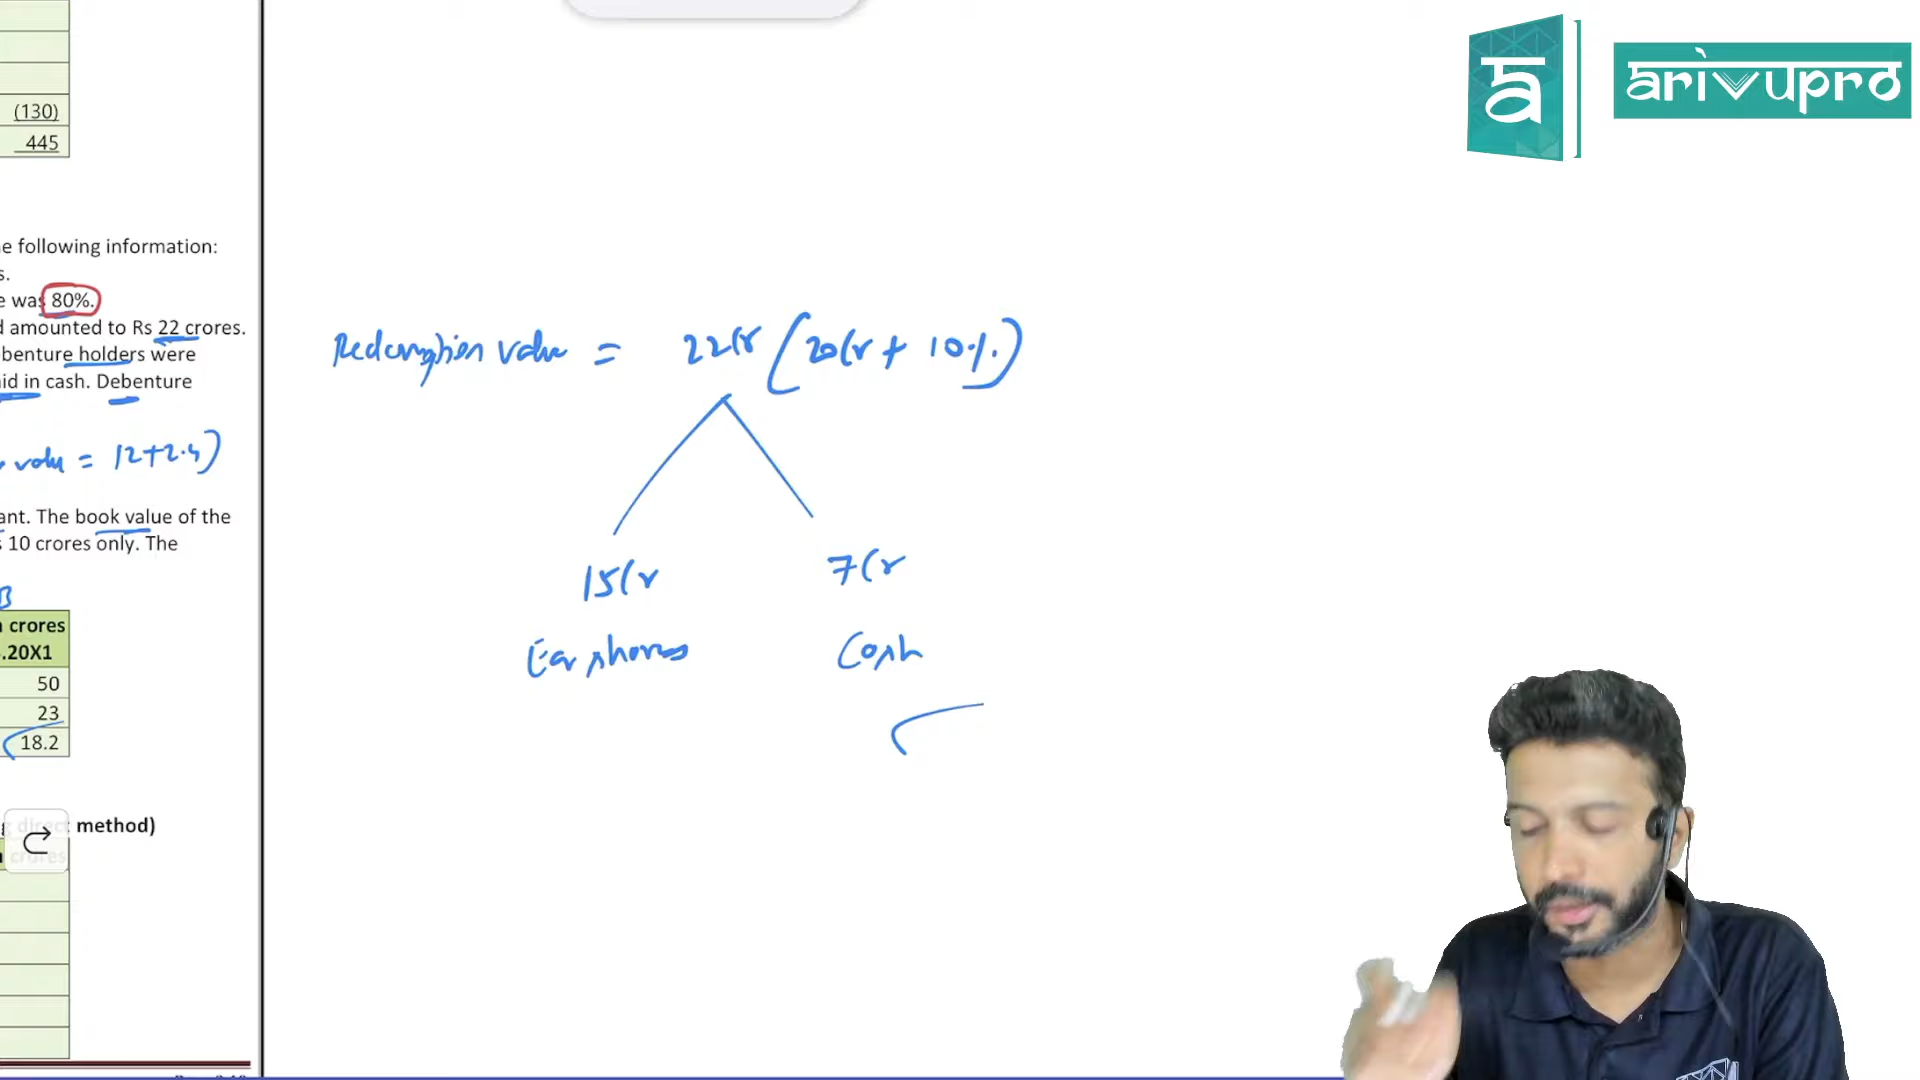 arivupro
(130)
445
e following information:
s.
e was 80%.
d amounted to Rs 22 crores.
benture holders were
id in cash. Debenture
= 12+2.4)
ant. The book value of the
s 10 crores only. The
n crores
.20X1
50
23
18.2
direct method)
crores
Redemption value = 22Cr (20Cr + 10%.)
15Cr 7Cr
Eq shares Cash